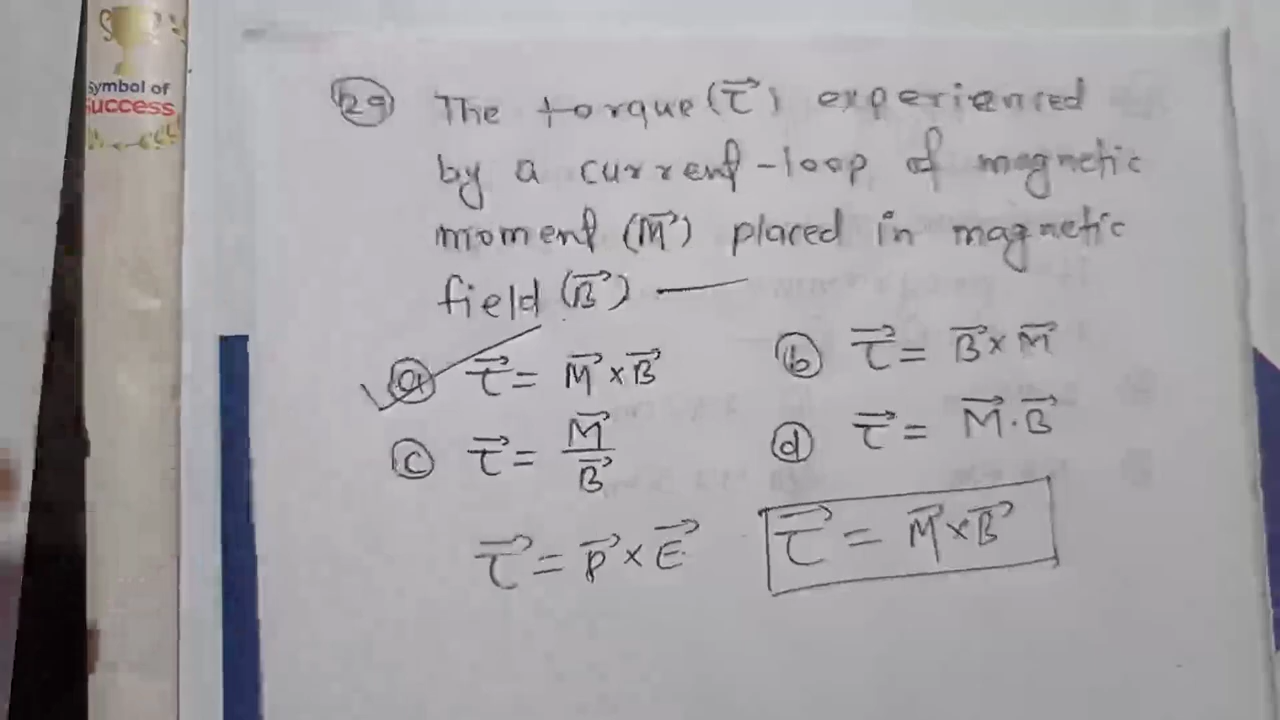 Symbol of
Success
(29) The torque (τ⃗) experienced
by a current-loop of magnetic
moment (M⃗) placed in magnetic
field (B⃗) —
(a) τ⃗ = M⃗ × B⃗
(b) τ⃗ = B⃗ × M⃗
(c) τ⃗ = M⃗ / B⃗
(d) τ⃗ = M⃗ . B⃗
τ⃗ = P⃗ × E⃗
τ⃗ = M⃗ × B⃗